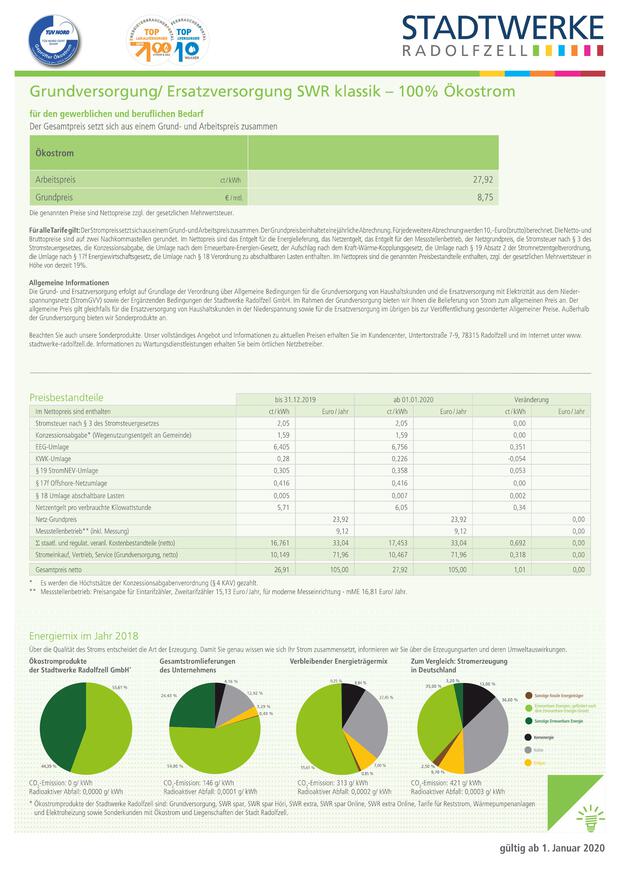 TÜV NORD
Geprüfter Ökostrom
TOP
TOP
STADTWERKE
RADOLFZELL
Grundversorgung/ Ersatzversorgung SWR klassik – 100% Ökostrom
für den gewerblichen und beruflichen Bedarf
Der Gesamtpreis setzt sich aus einem Grund- und Arbeitspreis zusammen
Ökostrom
Arbeitspreis ct/kWh 27,92
Grundpreis €/mtl. 8,75
Die genannten Preise sind Nettopreise zzgl. der gesetzlichen Mehrwertsteuer.
Für alle Tarife gilt: Der Strompreis setzt sich aus einem Grund- und Arbeitspreis zusammen. Der Grundpreis beinhaltet eine jährliche Abrechnung. Für jede weitere Abrechnung werden 10,-Euro (brutto) berechnet. Die Netto- und
Bruttopreise sind auf zwei Nachkommastellen gerundet. Im Nettopreis sind das Entgelt für die Energielieferung, das Netzentgelt, das Entgelt für den Messstellenbetrieb, der Netzgrundpreis, die Stromsteuer nach § 3 des
Stromsteuergesetzes, die Konzessionsabgabe, die Umlage nach dem Erneuerbare-Energien-Gesetz, der Aufschlag nach dem Kraft-Wärme-Kopplungsgesetz, die Umlage nach § 19 Absatz 2 der Stromnetzentgeltverordnung,
die Umlage nach § 17f Energiewirtschaftsgesetz, die Umlage nach § 18 Verordnung zu abschaltbaren Lasten enthalten. Im Nettopreis sind die genannten Preisbestandteile enthalten, zzgl. der gesetzlichen Mehrwertsteuer in
Höhe von derzeit 19%.
Allgemeine Informationen
Die Grund- und Ersatzversorgung erfolgt auf Grundlage der Verordnung über Allgemeine Bedingungen für die Grundversorgung von Haushaltskunden und die Ersatzversorgung mit Elektrizität aus dem Nieder-
spannungsnetz (StromGVV) sowie der Ergänzenden Bedingungen der Stadtwerke Radolfzell GmbH. Im Rahmen der Grundversorgung bieten wir Ihnen die Belieferung von Strom zum allgemeinen Preis an. Der
allgemeine Preis gilt gleichfalls für die Ersatzversorgung von Haushaltskunden in der Niederspannung sowie für die Ersatzversorgung im übrigen bis zur Veröffentlichung gesonderter Allgemeiner Preise. Außerhalb
der Grundversorgung bieten wir Sonderprodukte an.
Beachten Sie auch unsere Sonderprodukte. Unser vollständiges Angebot und Informationen zu aktuellen Preisen erhalten Sie im Kundencenter, Untertorstraße 7-9, 78315 Radolfzell und im Internet unter www.
stadtwerke-radolfzell.de. Informationen zu Wartungsdienstleistungen erhalten Sie beim örtlichen Netzbetreiber.
Preisbestandteile bis 31.12.2019 ab 01.01.2020 Veränderung
Im Nettopreis sind enthalten ct/kWh Euro/Jahr ct/kWh Euro/Jahr ct/kWh Euro/Jahr
Stromsteuer nach § 3 des Stromsteuergesetzes 2,05 2,05 0,00
Konzessionsabgabe* (Wegenutzungsentgelt an Gemeinde) 1,59 1,59 0,00
EEG-Umlage 6,405 6,756 0,351
KWK-Umlage 0,28 0,226 -0,054
§ 19 StromNEV-Umlage 0,305 0,358 0,053
§ 17f Offshore-Netzumlage 0,416 0,416 0,00
§ 18 Umlage abschaltbare Lasten 0,005 0,007 0,002
Netzentgelt pro verbrauchte Kilowattstunde 5,71 6,05 0,34
Netz-Grundpreis 23,92 23,92 0,00
Messstellenbetrieb** (inkl. Messung) 9,12 9,12 0,00
Σ staatl. und regulat. veranl. Kostenbestandteile (netto) 16,761 33,04 17,453 33,04 0,692 0,00
Stromeinkauf, Vertrieb, Service (Grundversorgung, netto) 10,149 71,96 10,467 71,96 0,318 0,00
Gesamtpreis netto 26,91 105,00 27,92 105,00 1,01 0,00
* Es werden die Höchstsätze der Konzessionsabgabenverordnung (§ 4 KAV) gezahlt.
** Messstellenbetrieb: Preisangabe für Eintarifzähler, Zweitarifzähler 15,13 Euro/Jahr, für moderne Messeinrichtung - mME 16,81 Euro/ Jahr.
Energiemix im Jahr 2018
Über die Qualität des Stroms entscheidet die Art der Erzeugung. Damit Sie genau wissen wie sich Ihr Strom zusammensetzt, informieren wir Sie über die Erzeugungsarten und deren Umweltauswirkungen.
Ökostromprodukte
der Stadtwerke Radolfzell GmbH*
55,61 %
44,39 %
CO₂-Emission: 0 g/ kWh
Radioaktiver Abfall: 0,0000 g/ kWh
Gesamtstromlieferungen
des Unternehmens
4,16 %
12,92 %
3,29 %
0,40 %
24,43 %
CO₂-Emission: 146 g/ kWh
Radioaktiver Abfall: 0,0001 g/ kWh
Verbleibender Energieträgermix
CO₂-Emission: 313 g/ kWh
Radioaktiver Abfall: 0,0002 g/ kWh
Zum Vergleich: Stromerzeugung
in Deutschland
3,20 %
13,00 %
35,00 %
36,60 %
2,50 %
9,70 %
CO₂-Emission: 421 g/ kWh
Radioaktiver Abfall: 0,0003 g/ kWh
Sonstige fossile Energieträger
Erneuerbare Energien, gefördert nach
dem Erneuerbare-Energie-Gesetz
Sonstige Erneuerbare Energie
Kernenergie
Kohle
Erdgas
* Ökostromprodukte der Stadtwerke Radolfzell sind: Grundversorgung, SWR spar, SWR spar Höri, SWR extra, SWR spar Online, SWR extra Online, Tarife für Reststrom, Wärmepumpenanlagen
und Elektroheizung sowie Sonderkunden mit Ökostrom und Liegenschaften der Stadt Radolfzell.
gültig ab 1. Januar 2020